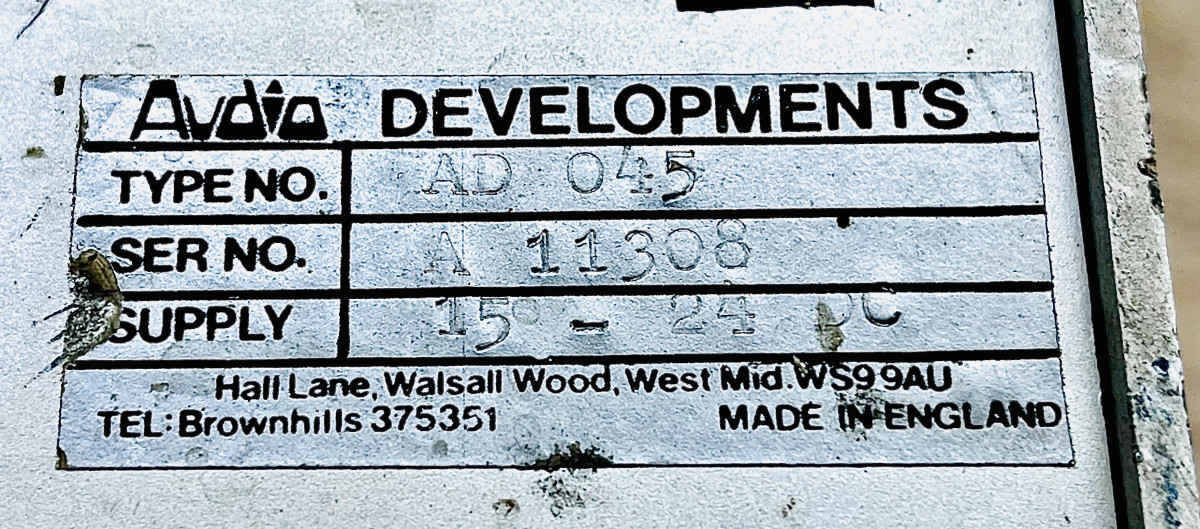 Audio DEVELOPMENTS
TYPE NO. AD 045
SER NO. A 11308
SUPPLY 15 - 24 DC
Hall Lane, Walsall Wood, West Mid. WS9 9AU
TEL: Brownhills 375351 MADE IN ENGLAND